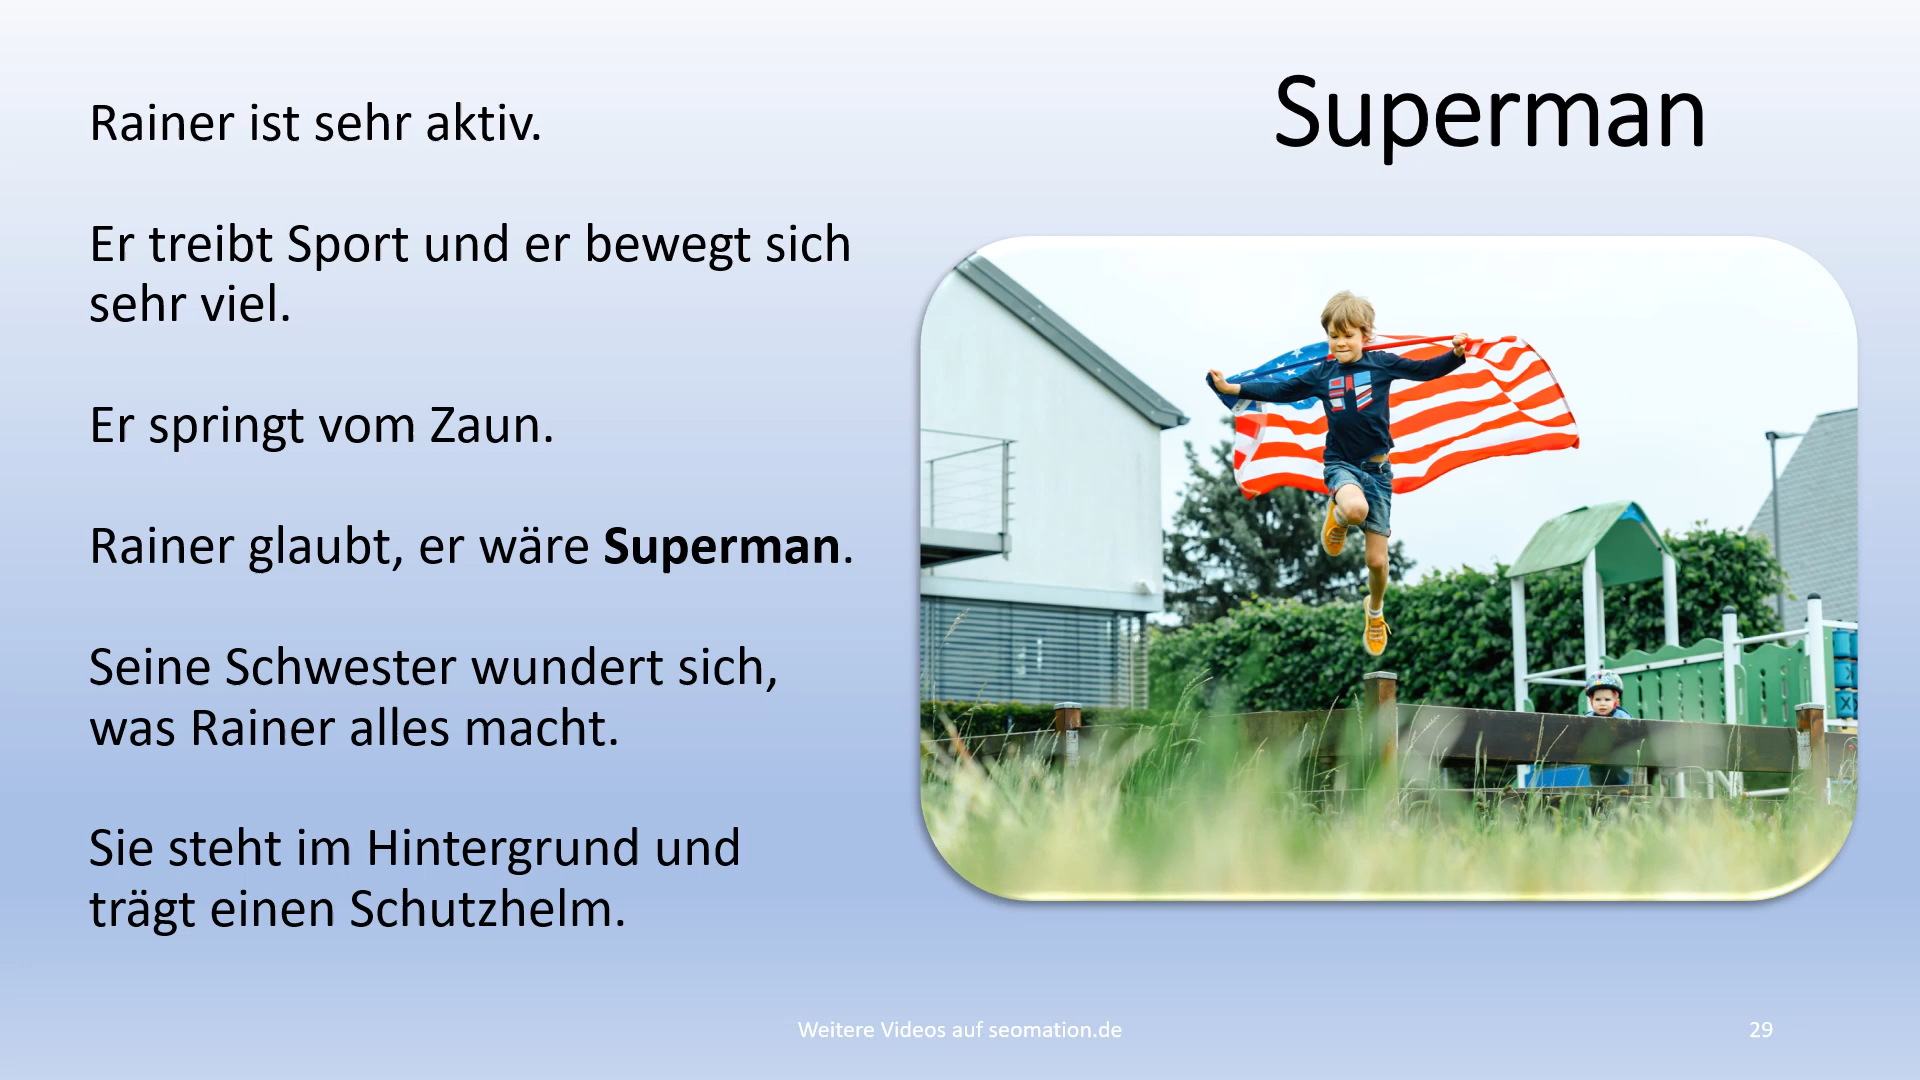 Superman
Rainer ist sehr aktiv.
Er treibt Sport und er bewegt sich
sehr viel.
Er springt vom Zaun.
Rainer glaubt, er wäre Superman.
Seine Schwester wundert sich,
was Rainer alles macht.
Sie steht im Hintergrund und
trägt einen Schutzhelm.
Weitere Videos auf seomation.de
29